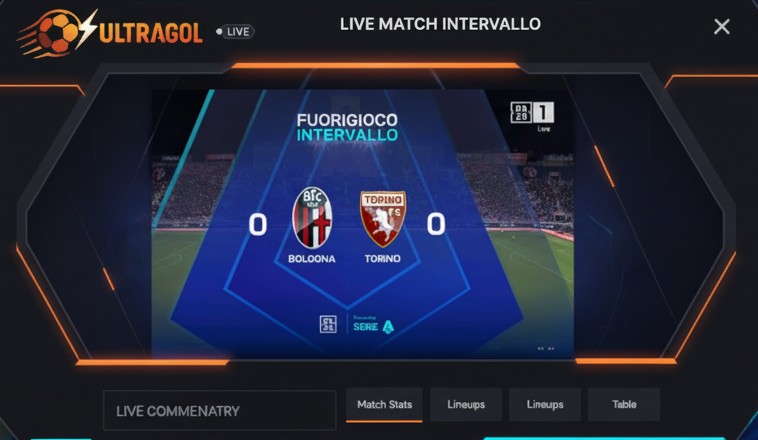 ULTRAGOL
LIVE
LIVE MATCH INTERVALLO
FUORIGIOCO
INTERVALLO
DA
ZN
1
Live
0
BFC
TORINO
FC
0
BOLOGNA
TORINO
SERIE A
LIVE COMMENATRY
Match Stats
Lineups
Lineups
Table